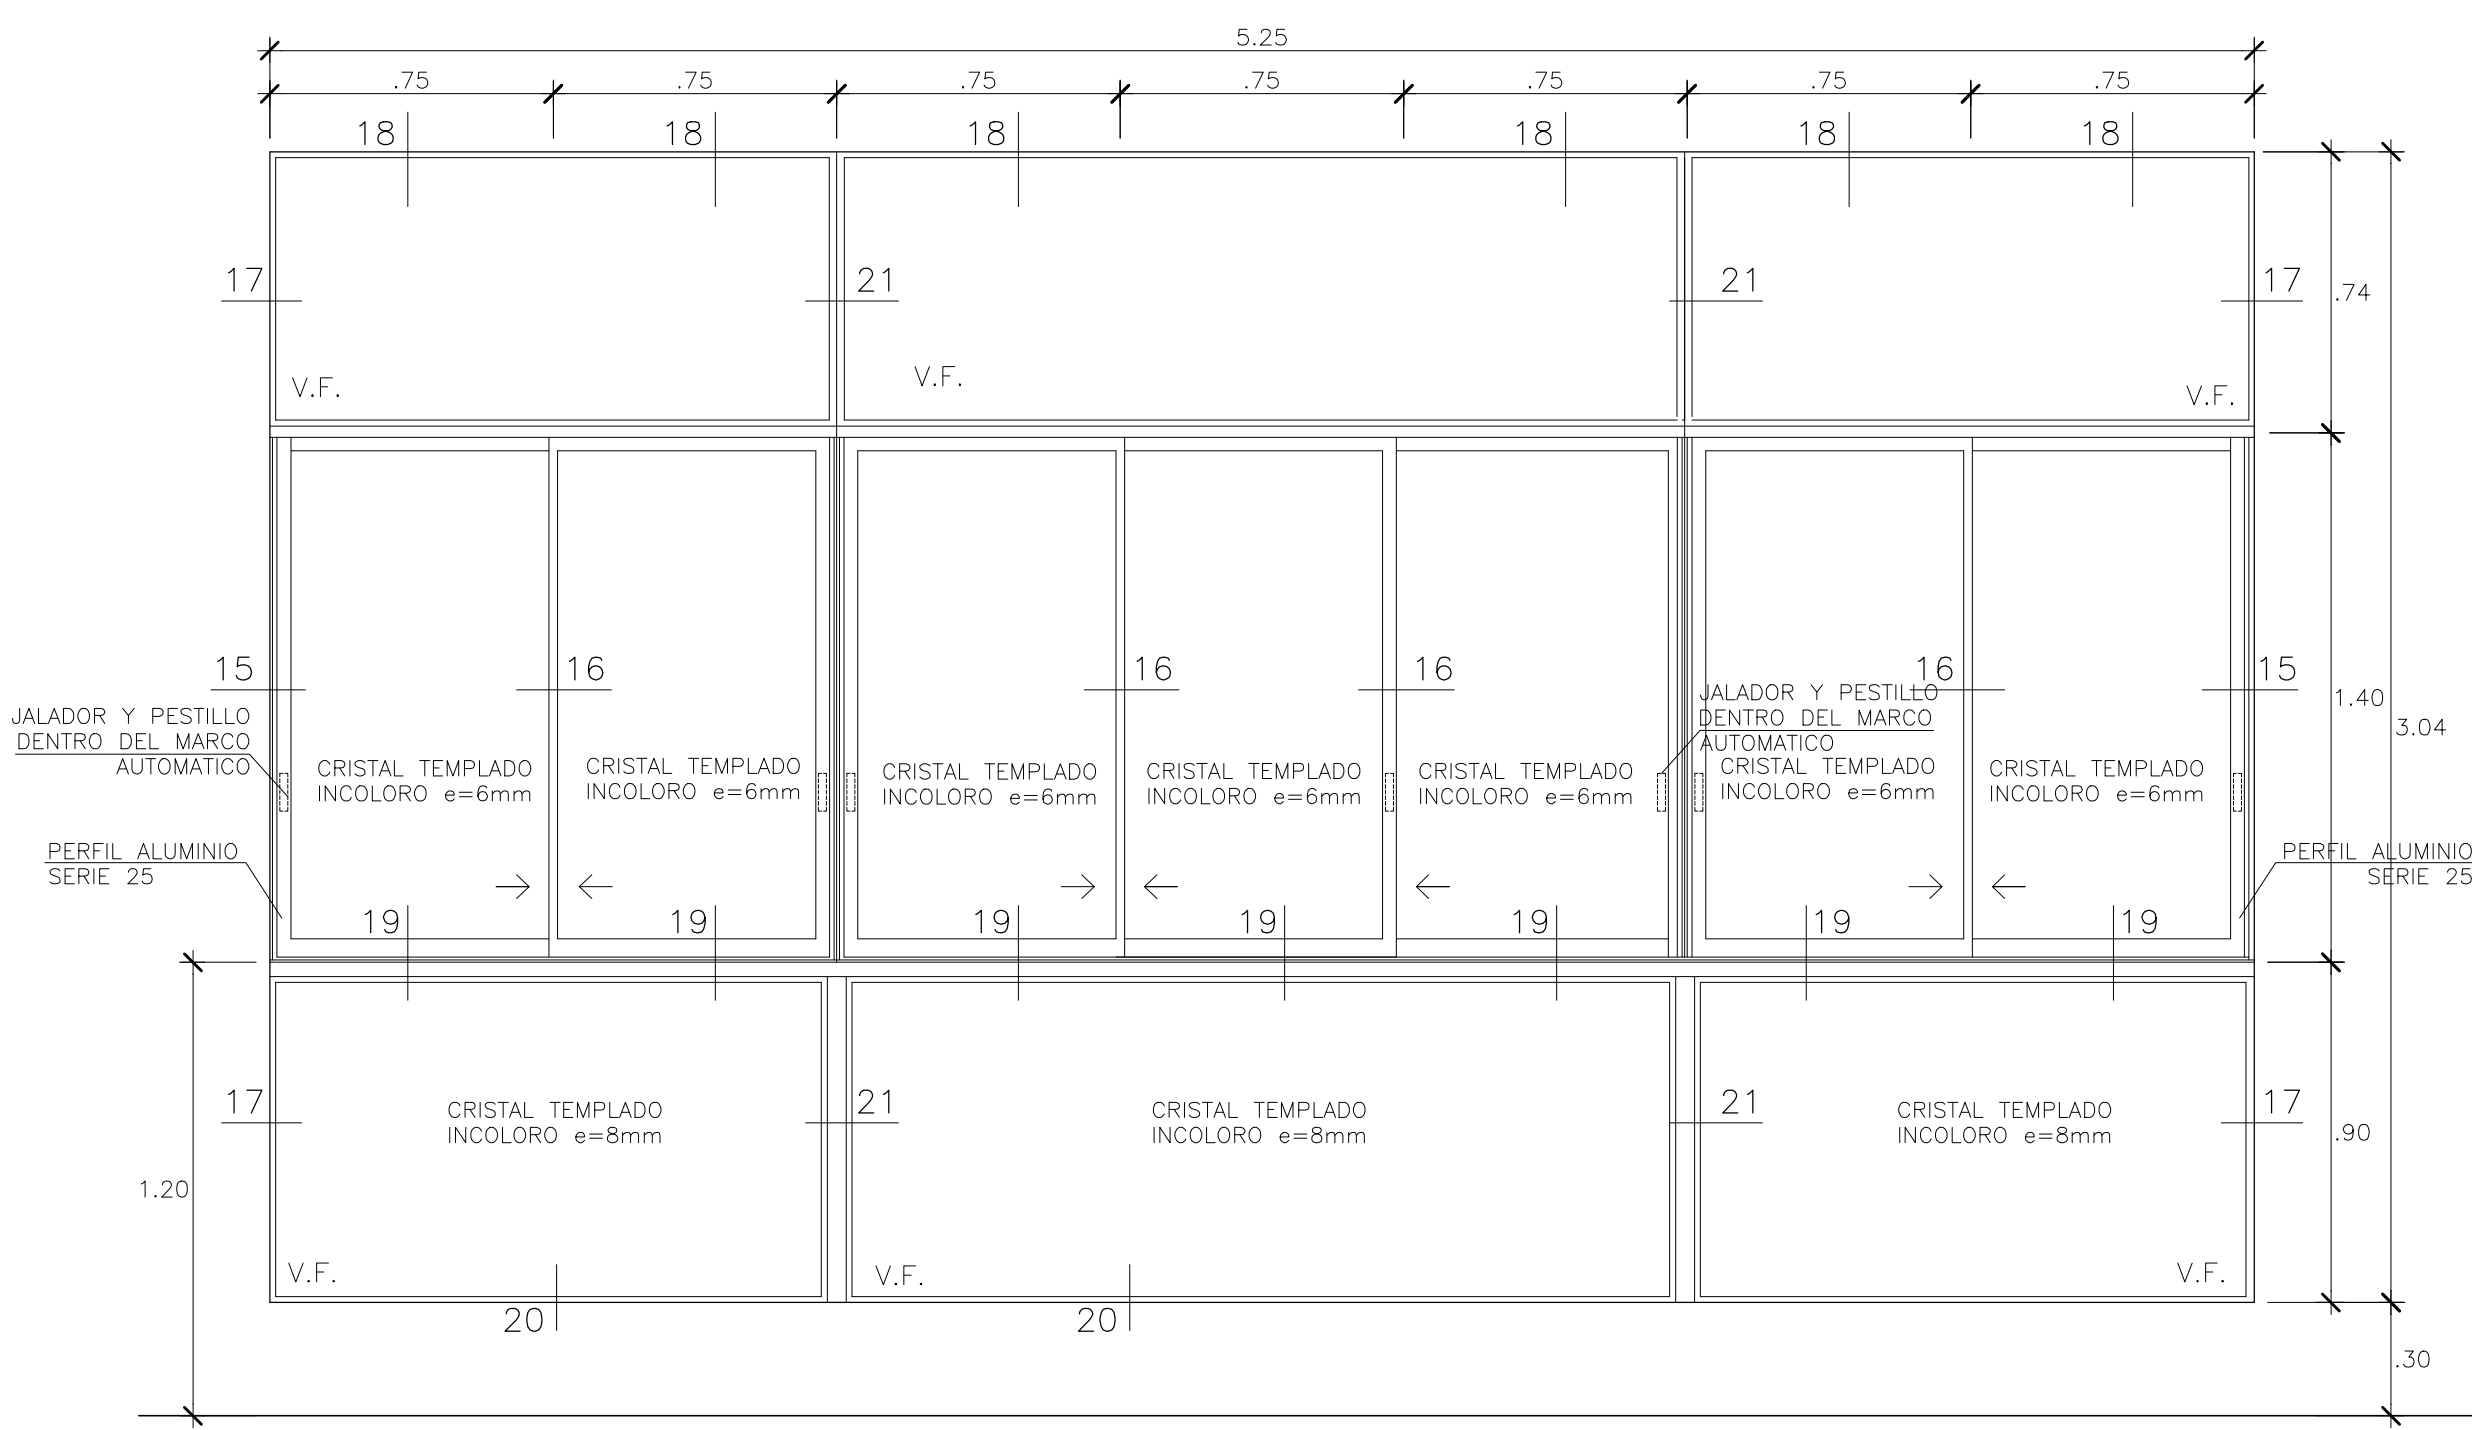 5.25
.75 .75 .75 .75 .75 .75 .75
18 18 18 18 18 18
17 21 21 17
.74
V.F. V.F. V.F.
15 16 16 16 16 15
JALADOR Y PESTILLO
DENTRO DEL MARCO
AUTOMATICO
JALADOR Y PESTILLO
DENTRO DEL MARCO
AUTOMATICO
1.40
3.04
CRISTAL TEMPLADO
INCOLORO e=6mm
CRISTAL TEMPLADO
INCOLORO e=6mm
CRISTAL TEMPLADO
INCOLORO e=6mm
CRISTAL TEMPLADO
INCOLORO e=6mm
CRISTAL TEMPLADO
INCOLORO e=6mm
CRISTAL TEMPLADO
INCOLORO e=6mm
CRISTAL TEMPLADO
INCOLORO e=6mm
PERFIL ALUMINIO
SERIE 25
PERFIL ALUMINIO
SERIE 25
19 19 19 19 19 19 19
17 21 21 17
CRISTAL TEMPLADO
INCOLORO e=8mm
CRISTAL TEMPLADO
INCOLORO e=8mm
CRISTAL TEMPLADO
INCOLORO e=8mm
.90
1.20
V.F. V.F. V.F.
20 20
.30